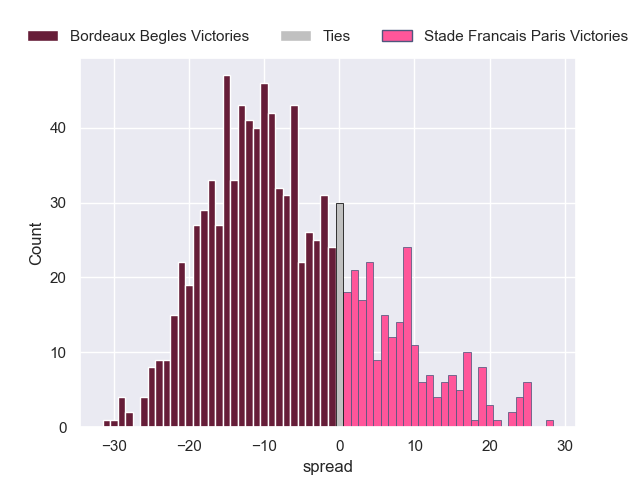 Bordeaux Begles Victories Ties Stade Francais Paris Victories
Count
40
30
20
10
0
−30 −20 −10 0 10 20 30
spread